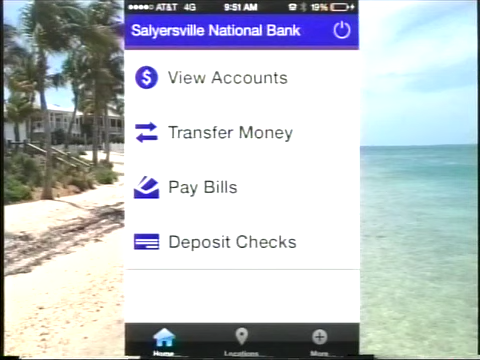 AT&T 4G 9:51 AM 19%
Salyersville National Bank
View Accounts
Transfer Money
Pay Bills
Deposit Checks
Home Locations More